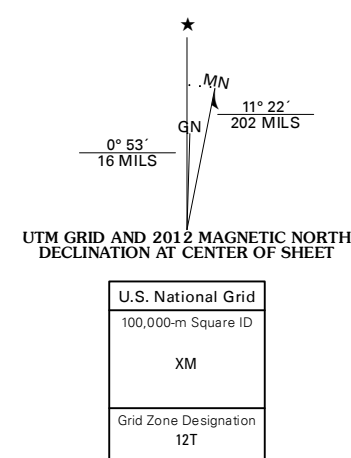 ★
MN
GN
11° 22´
202 MILS
0° 53´
16 MILS
UTM GRID AND 2012 MAGNETIC NORTH
DECLINATION AT CENTER OF SHEET
U.S. National Grid
100,000-m Square ID
XM
Grid Zone Designation
12T